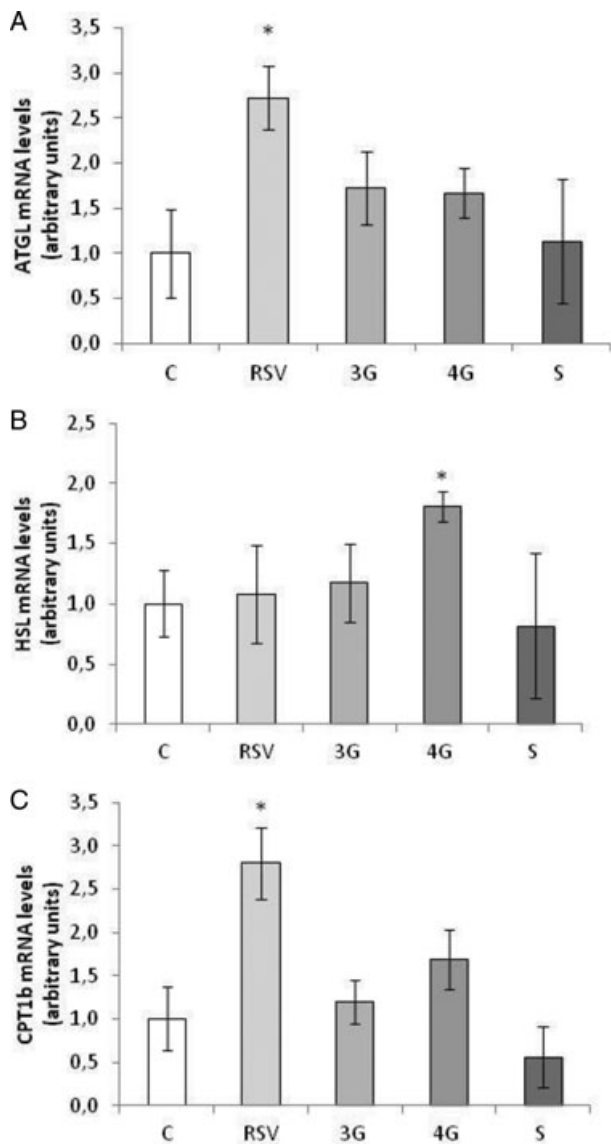 A
*
3,5
3,0
2,5
2,0
1,5
1,0
0,5
0,0
ATGL mRNA levels
(arbitrary units)
C RSV 3G 4G S
B
2,5
2,0
1,5
1,0
0,5
0,0
HSL mRNA levels
(arbitrary units)
*
C RSV 3G 4G S
C
3,5
3,0
2,5
2,0
1,5
1,0
0,5
0,0
CPT1b mRNA levels
(arbitrary units)
*
C RSV 3G 4G S